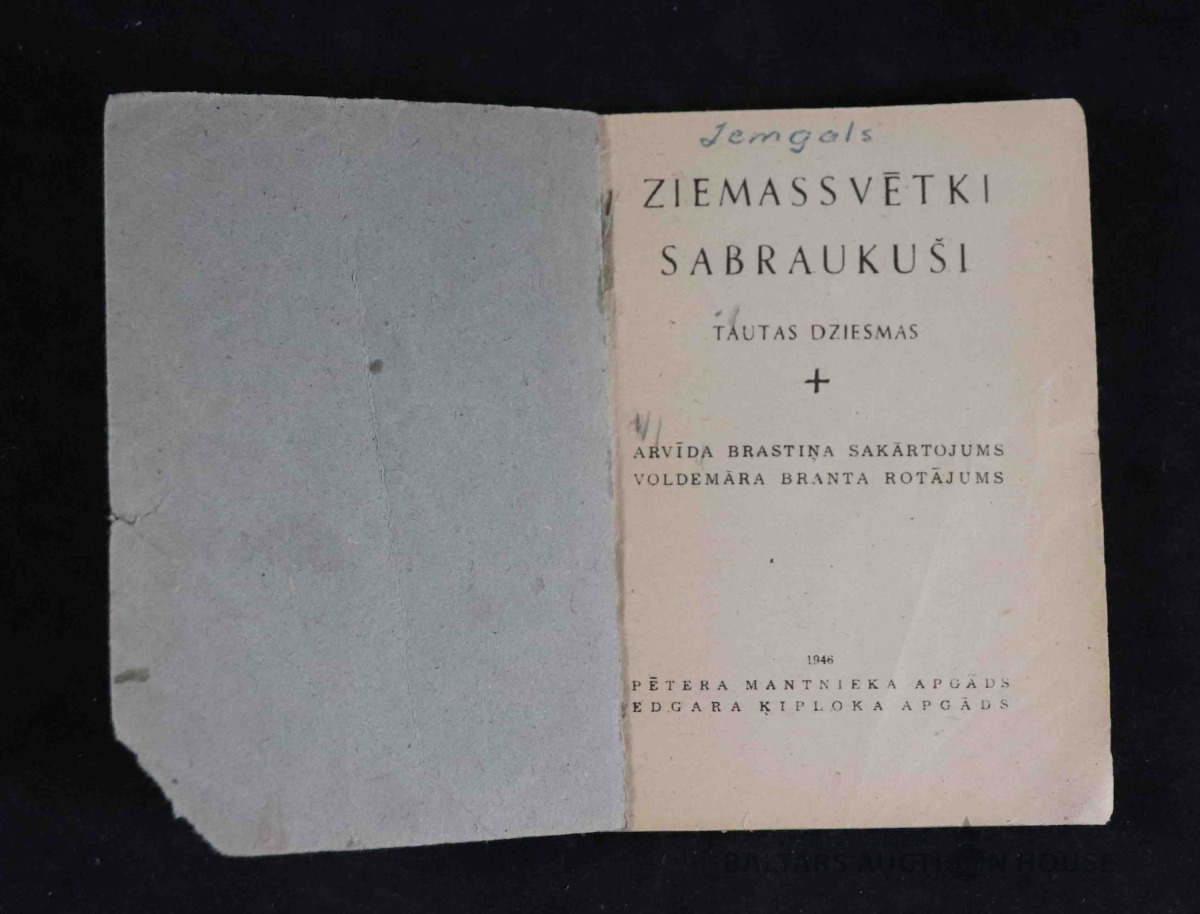 Jemgals
ZIEMASSVĒTKI
SABRAUKUŠI
TAUTAS DZIESMAS
+
ARVĪDA BRASTIŅA SAKĀRTOJUMS
VOLDEMĀRA BRANTA ROTĀJUMS
1946
PĒTERA MANTNIEKA APGĀDS
EDGARA ĶIPLOKA APGĀDS
BALTARS AUCTION HOUSE